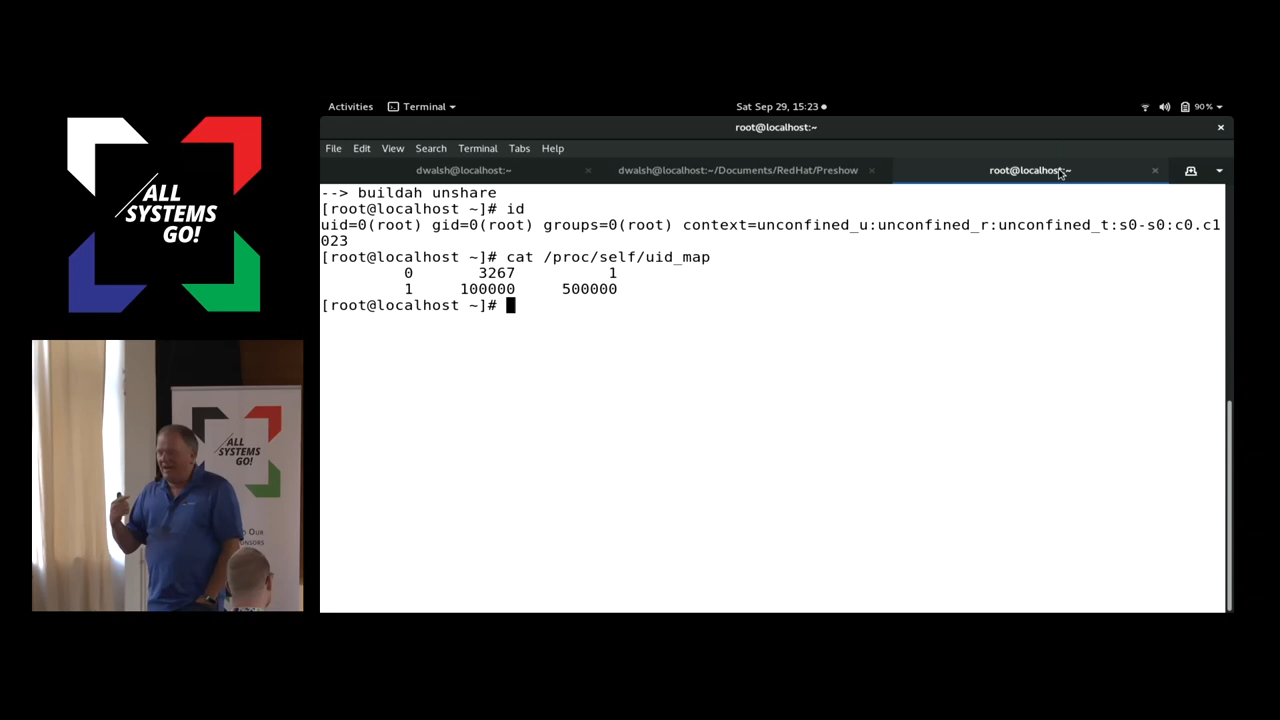 Activities
Terminal
Sat Sep 29, 15:23
90%
root@localhost:~
File Edit View Search Terminal Tabs Help
dwalsh@localhost:~
dwalsh@localhost:~/Documents/RedHat/Preshow
root@localhost:~
--> buildah unshare
[root@localhost ~]# id
uid=0(root) gid=0(root) groups=0(root) context=unconfined_u:unconfined_r:unconfined_t:s0-s0:c0.c1
023
[root@localhost ~]# cat /proc/self/uid_map
0 3267 1
1 100000 500000
[root@localhost ~]#
ALL
SYSTEMS
GO!
ALL
SYSTEMS
GO!
OUR